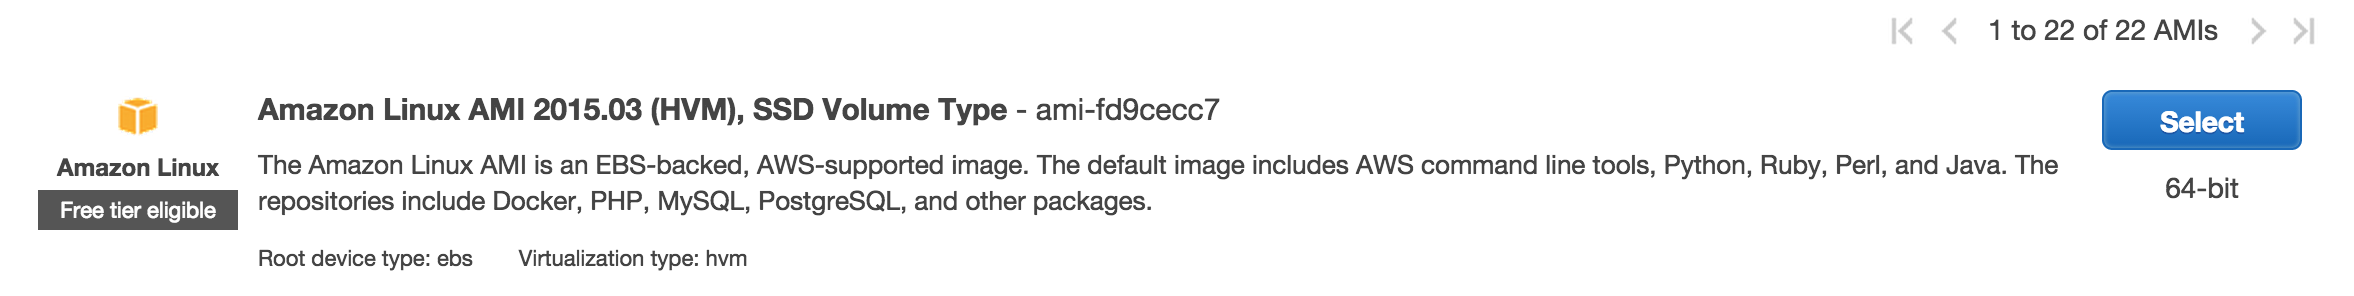 1 to 22 of 22 AMIs
Amazon Linux AMI 2015.03 (HVM), SSD Volume Type - ami-fd9cecc7
Select
Amazon Linux
The Amazon Linux AMI is an EBS-backed, AWS-supported image. The default image includes AWS command line tools, Python, Ruby, Perl, and Java. The
64-bit
Free tier eligible
repositories include Docker, PHP, MySQL, PostgreSQL, and other packages.
Root device type: ebs Virtualization type: hvm